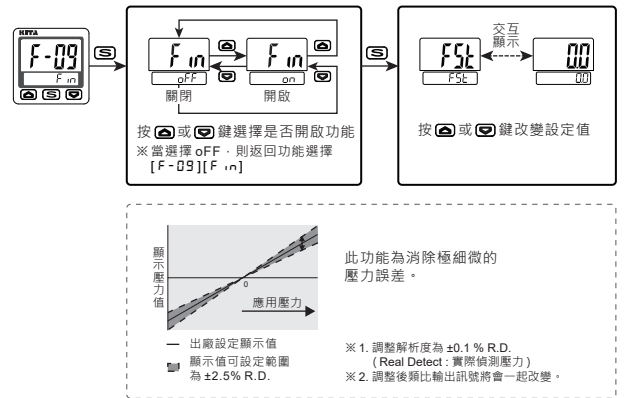 KITA
F-09
F in
S
S
F in
oFF
關閉
F in
on
開啟
按 或 鍵選擇是否開啟功能
※當選擇 oFF，則返回功能選擇
[F-09][F in]
S
FSt
FSt
交互
顯示
0.0
0.0
按 或 鍵改變設定值
顯示壓力值
0
應用壓力
出廠設定顯示值
顯示值可設定範圍
為 ±2.5% R.D.
此功能為消除極細微的
壓力誤差。
※ 1. 調整解析度為 ±0.1 % R.D.
( Real Detect : 實際偵測壓力 )
※ 2. 調整後類比輸出訊號將會一起改變。